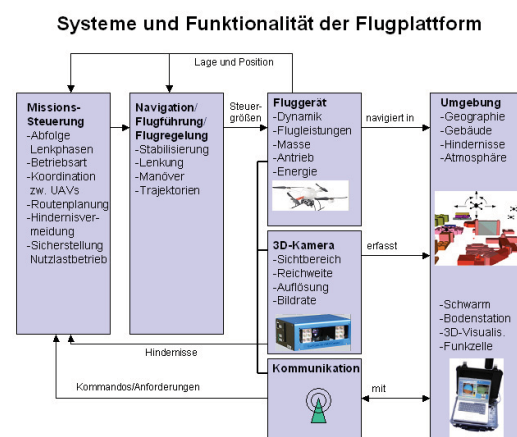 Systeme und Funktionalität der Flugplattform
Lage und Position
Missions-
Steuerung
-Abfolge
Lenkphasen
-Betriebsart
-Koordination
zw. UAVs
-Routenplanung
-Hindernisver-
meidung
-Sicherstellung
Nutzlastbetrieb
Navigation/
Flugführung/
Flugregelung
-Stabilisierung
-Lenkung
-Manöver
-Trajektorien
Steuer-
größen
Fluggerät
-Dynamik
-Flugleistungen
-Masse
-Antrieb
-Energie
navigiert in
Umgebung
-Geographie
-Gebäude
-Hindernisse
-Atmosphäre
3D-Kamera
-Sichtbereich
-Reichweite
-Auflösung
-Bildrate
erfasst
-Schwarm
-Bodenstation
-3D-Visualis.
-Funkzelle
Hindernisse
Kommandos/Anforderungen
Kommunikation
mit